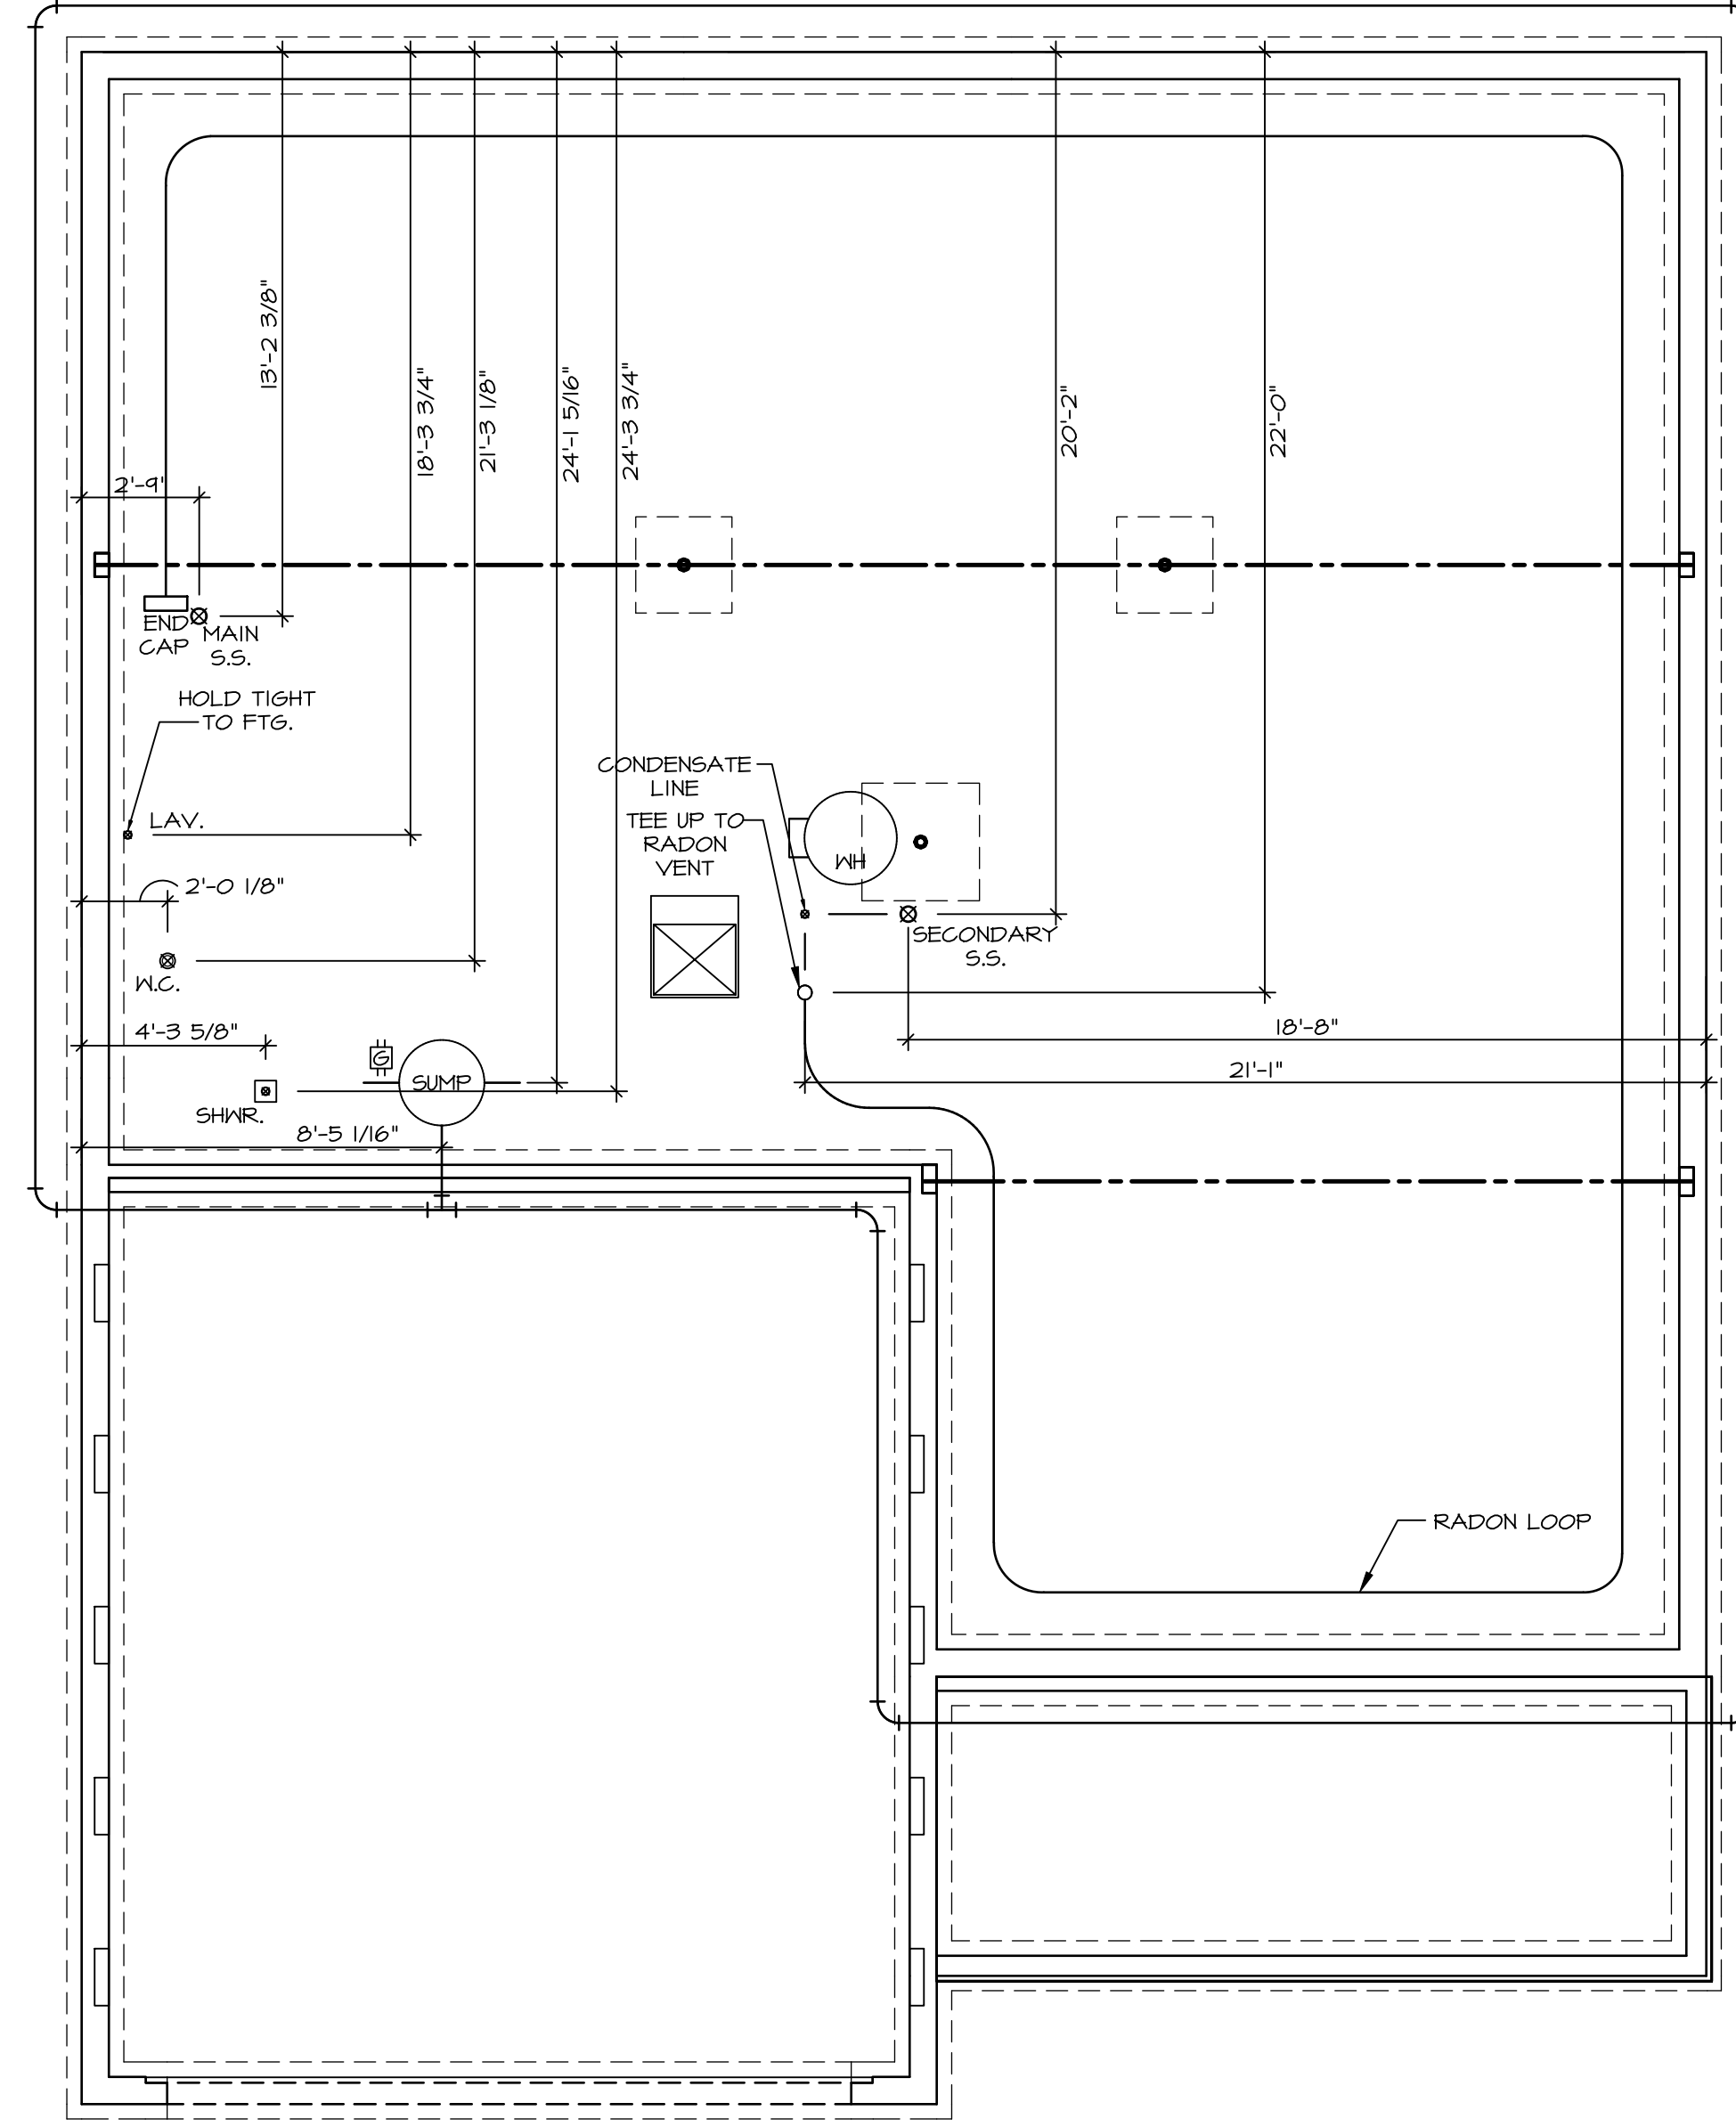 13'-2 3/8"
18'-3 3/4"
21'-3 1/8"
24'-1 5/16"
24'-3 3/4"
20'-2"
22'-0"
2'-9"
END
CAP
MAIN
S.S.
HOLD TIGHT
TO FTG.
CONDENSATE
LINE
TEE UP TO
RADON
VENT
LAV.
WH
2'-0 1/8"
SECONDARY
S.S.
W.C.
4'-3 5/8"
18'-8"
G
SUMP
21'-1"
SHWR.
8'-5 1/16"
RADON LOOP